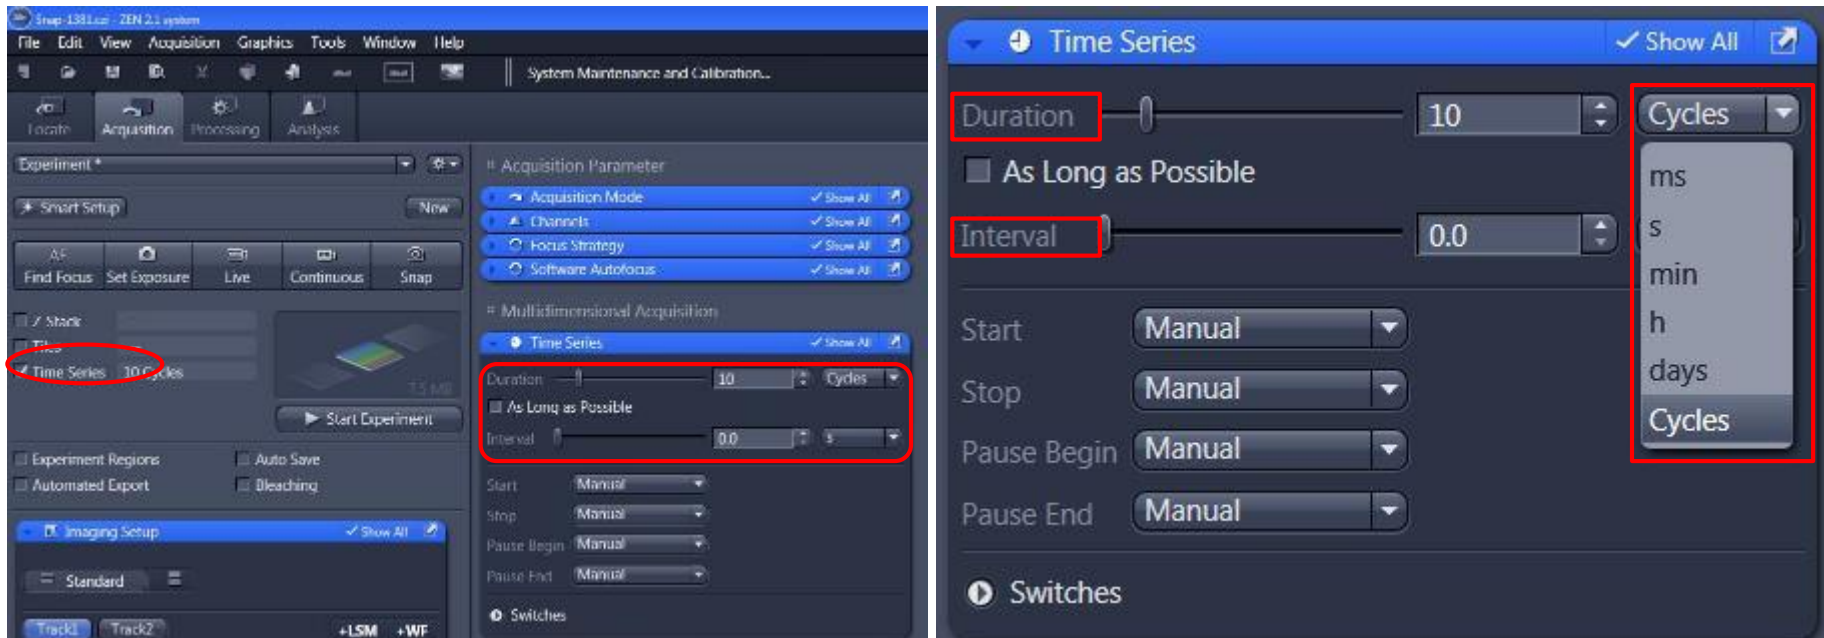 Snap-1381.czi - ZEN 2.1 system
File Edit View Acquisition Graphics Tools Window Help
System Maintenance and Calibration...
Locate Acquisition Processing Analysis
Experiment *
Smart Setup New
AF
Find Focus Set Exposure Live Continuous Snap
Z Stack
Tiles
Time Series 10 Cycles
7.5 MB
Start Experiment
Experiment Regions Auto Save
Automated Export Bleaching
Imaging Setup Show All
Standard
Track1 Track2 +LSM +WF
Acquisition Parameter
Acquisition Mode Show All
Channels Show All
Focus Strategy Show All
Software Autofocus Show All
Multidimensional Acquisition
Time Series Show All
Duration 10 Cycles
As Long as Possible
Interval 0.0 s
Start Manual
Stop Manual
Pause Begin Manual
Pause End Manual
Switches
Time Series Show All
Duration 10 Cycles
As Long as Possible
Interval 0.0
ms
s
min
h
days
Cycles
Start Manual
Stop Manual
Pause Begin Manual
Pause End Manual
Switches